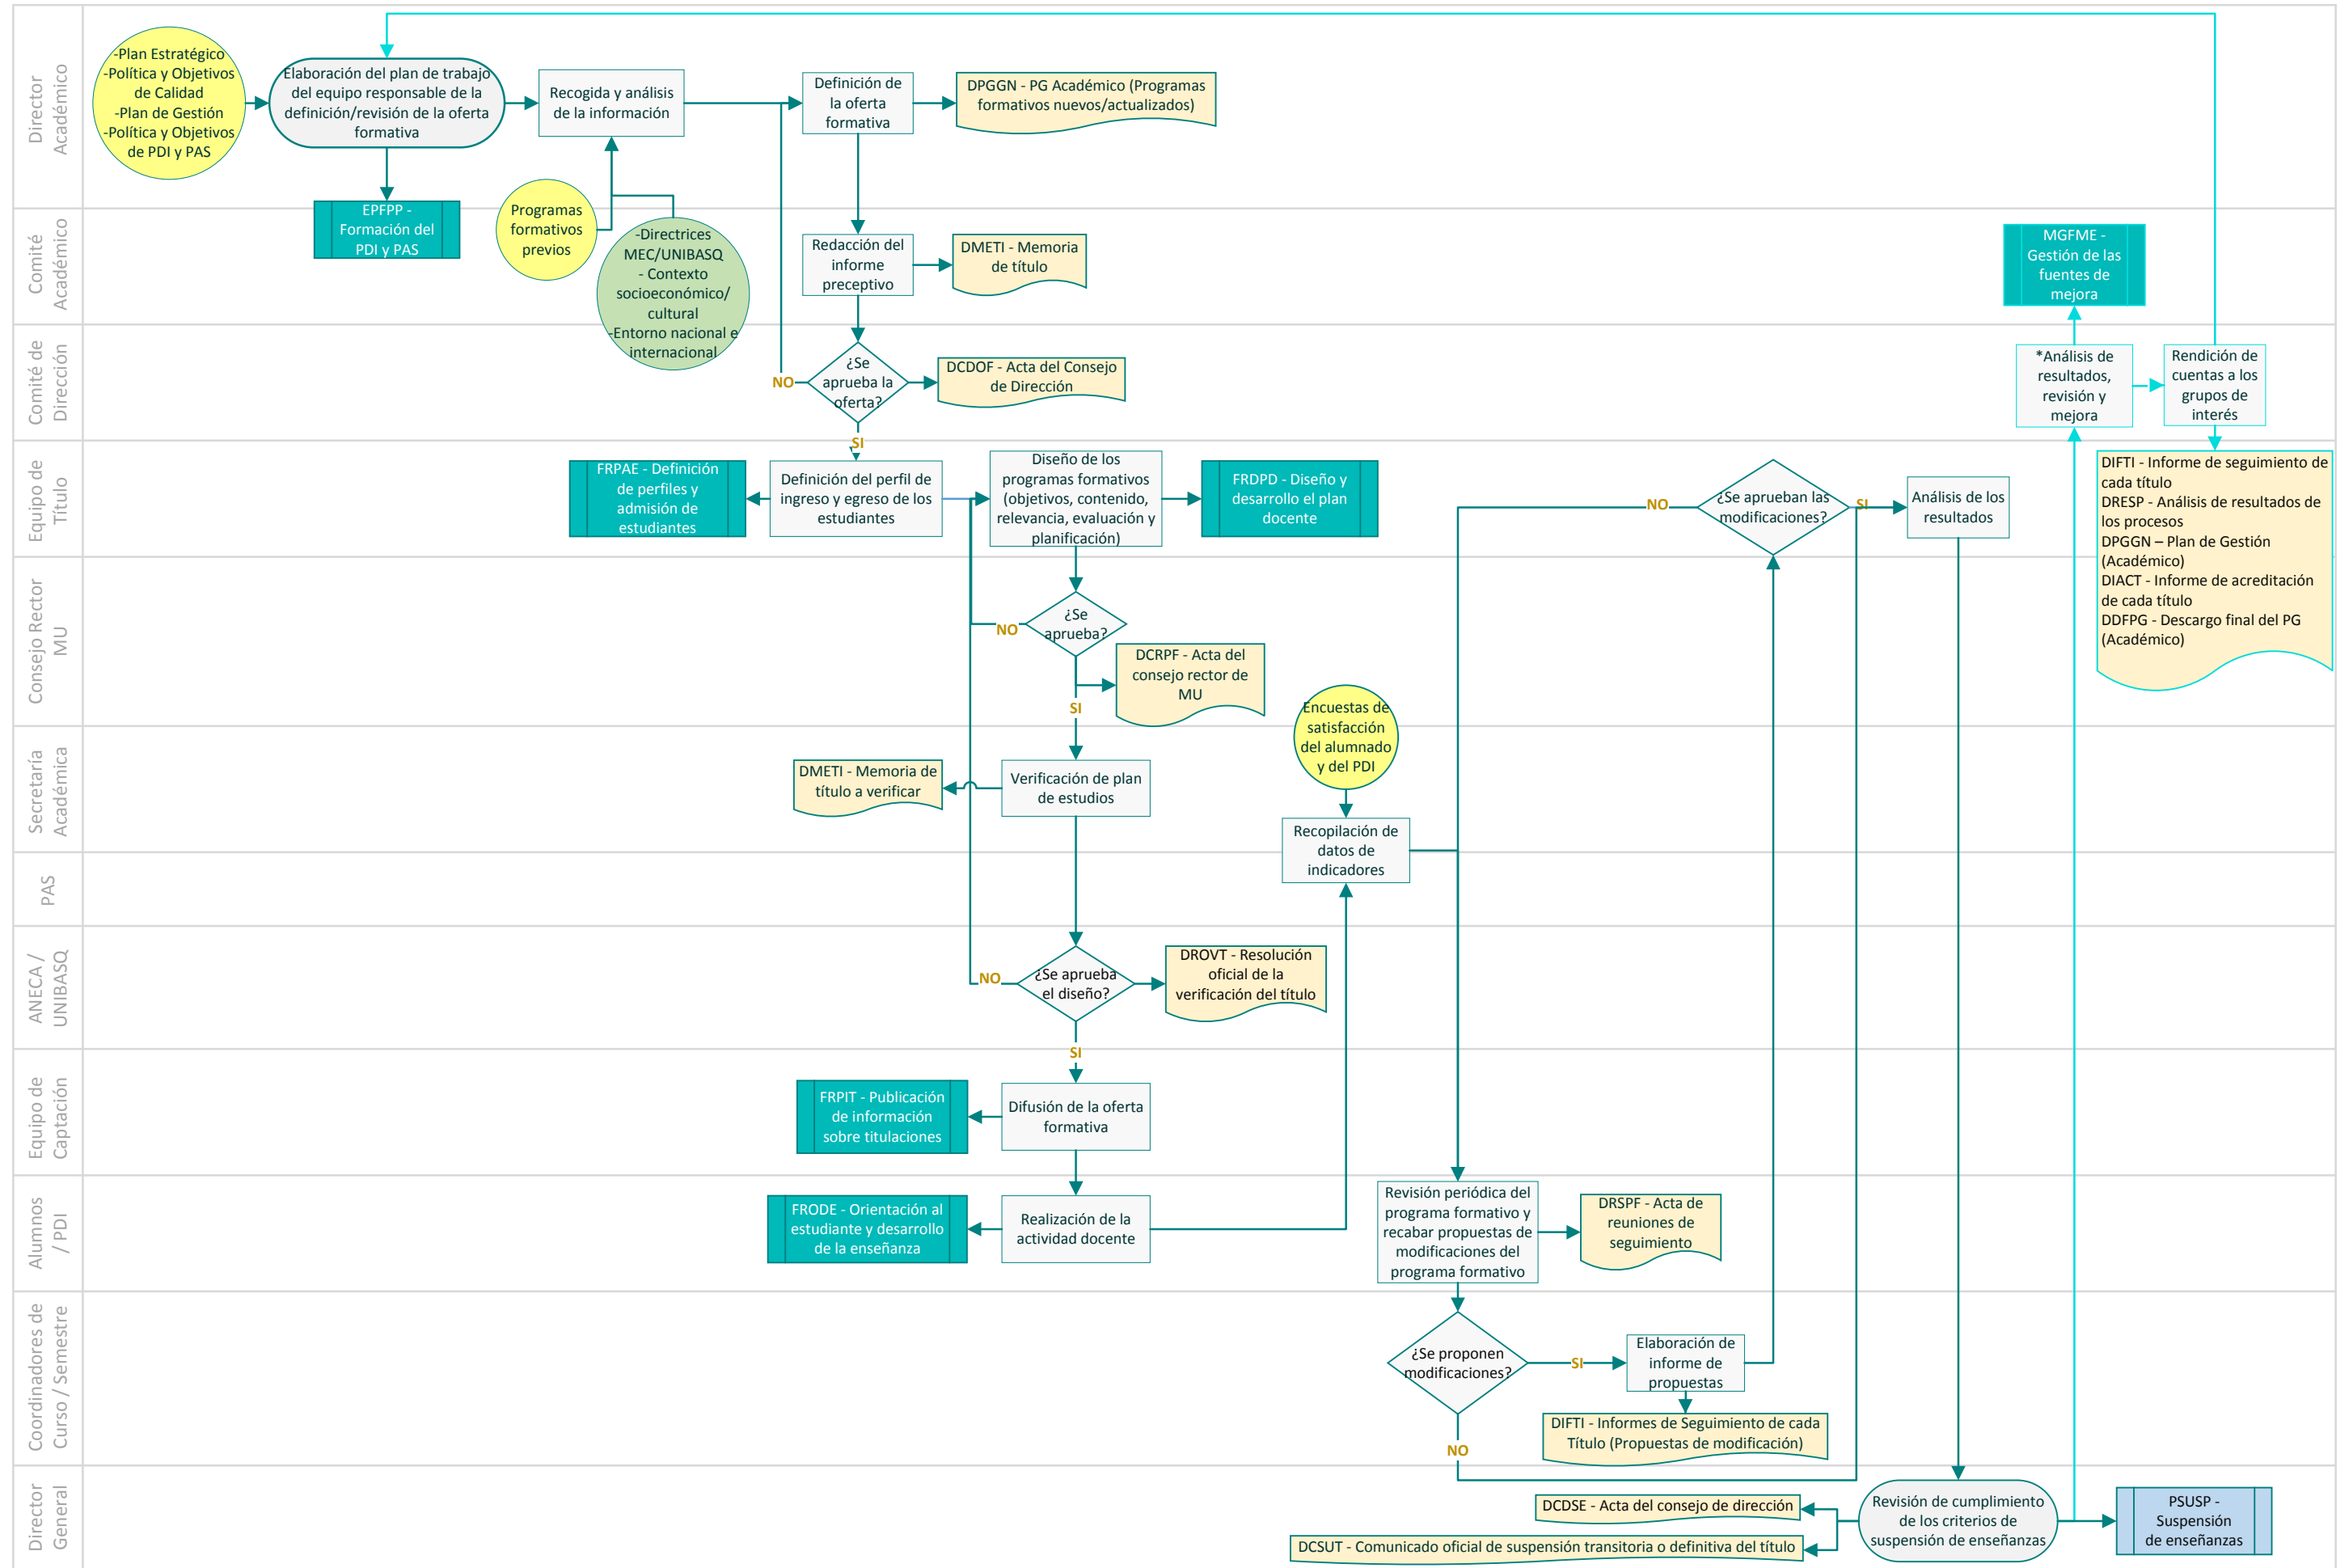 Director
Académico
-Plan Estratégico
-Política y Objetivos
de Calidad
-Plan de Gestión
-Política y Objetivos
de PDI y PAS
Elaboración del plan de trabajo
del equipo responsable de la
definición/revisión de la oferta
formativa
Recogida y análisis
de la información
Definición de
la oferta
formativa
DPGGN - PG Académico (Programas
formativos nuevos/actualizados)
EPFPP -
Formación del
PDI y PAS
Programas
formativos
previos
Comité
Académico
-Directrices
MEC/UNIBASQ
- Contexto
socioeconómico/
cultural
-Entorno nacional e
internacional
Redacción del
informe
preceptivo
DMETI - Memoria
de título
MGFME -
Gestión de las
fuentes de
mejora
Comité de
Dirección
NO
¿Se
aprueba la
oferta?
DCDOF - Acta del Consejo
de Dirección
*Análisis de
resultados,
revisión y
mejora
Rendición de
cuentas a los
grupos de
interés
SI
Equipo de
Título
FRPAE - Definición
de perfiles y
admisión de
estudiantes
Definición del perfil de
ingreso y egreso de los
estudiantes
Diseño de los
programas formativos
(objetivos, contenido,
relevancia, evaluación y
planificación)
FRDPD - Diseño y
desarrollo el plan
docente
NO
¿Se aprueban las
modificaciones?
SI
Análisis de los
resultados
DIFTI - Informe de seguimiento de
cada título
DRESP - Análisis de resultados de
los procesos
DPGGN – Plan de Gestión
(Académico)
DIACT - Informe de acreditación
de cada título
DDFPG - Descargo final del PG
(Académico)
Consejo Rector
MU
NO
¿Se
aprueba?
DCRPF - Acta del
consejo rector de
MU
SI
Encuestas de
satisfacción
del alumnado
y del PDI
Secretaría
Académica
DMETI - Memoria de
título a verificar
Verificación de plan
de estudios
Recopilación de
datos de
indicadores
PAS
ANECA /
UNIBASQ
NO
¿Se aprueba
el diseño?
DROVT - Resolución
oficial de la
verificación del título
SI
Equipo de
Captación
FRPIT - Publicación
de información
sobre titulaciones
Difusión de la oferta
formativa
Alumnos
/ PDI
FRODE - Orientación al
estudiante y desarrollo
de la enseñanza
Realización de la
actividad docente
Revisión periódica del
programa formativo y
recabar propuestas de
modificaciones del
programa formativo
DRSPF - Acta de
reuniones de
seguimiento
Coordinadores de
Curso / Semestre
¿Se proponen
modificaciones?
SI
Elaboración de
informe de
propuestas
DIFTI - Informes de Seguimiento de cada
Título (Propuestas de modificación)
NO
Director
General
DCDSE - Acta del consejo de dirección
DCSUT - Comunicado oficial de suspensión transitoria o definitiva del título
Revisión de cumplimiento
de los criterios de
suspensión de enseñanzas
PSUSP -
Suspensión
de enseñanzas